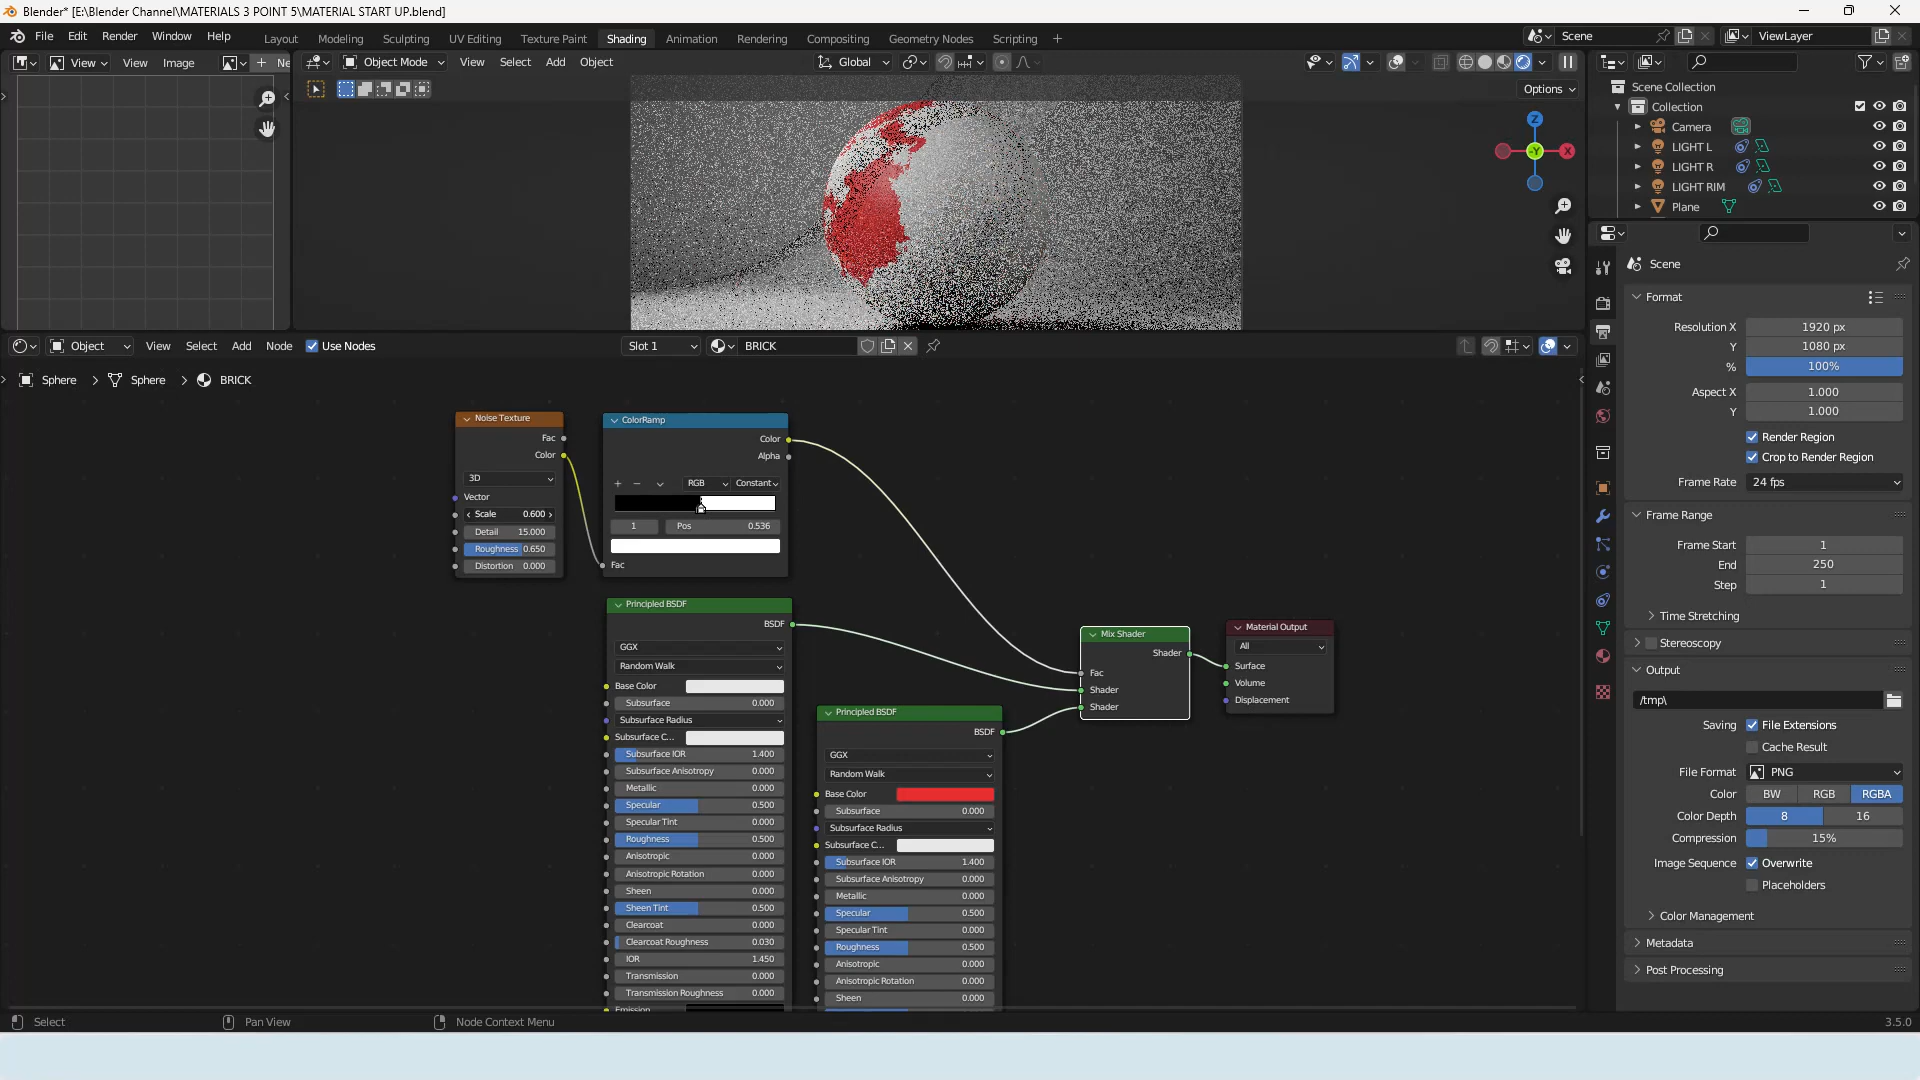 Blender* [E:\Blender Channel\MATERIALS 3 POINT 5\MATERIAL START UP.blend]
File Edit Render Window Help
Layout Modeling Sculpting UV Editing Texture Paint Shading Animation Rendering Compositing Geometry Nodes Scripting +
Scene
ViewLayer
View View Image + Ne
Object Mode View Select Add Object
Global
Options
Z
-Y X
Scene Collection
Collection
Camera
LIGHT L
LIGHT R
LIGHT RIM
Plane
Object View Select Add Node Use Nodes
Slot 1 BRICK
Sphere > Sphere > BRICK
Noise Texture
Fac
Color
3D
Vector
Scale 0.600
Detail 15.000
Roughness 0.650
Distortion 0.000
ColorRamp
Color
Alpha
+ − RGB Constant
1 Pos 0.536
Fac
Principled BSDF
BSDF
GGX
Random Walk
Base Color
Subsurface 0.000
Subsurface Radius
Subsurface C...
Subsurface IOR 1.400
Subsurface Anisotropy 0.000
Metallic 0.000
Specular 0.500
Specular Tint 0.000
Roughness 0.500
Anisotropic 0.000
Anisotropic Rotation 0.000
Sheen 0.000
Sheen Tint 0.500
Clearcoat 0.000
Clearcoat Roughness 0.030
IOR 1.450
Transmission 0.000
Transmission Roughness 0.000
Emission
Principled BSDF
BSDF
GGX
Random Walk
Base Color
Subsurface 0.000
Subsurface Radius
Subsurface C...
Subsurface IOR 1.400
Subsurface Anisotropy 0.000
Metallic 0.000
Specular 0.500
Specular Tint 0.000
Roughness 0.500
Anisotropic 0.000
Anisotropic Rotation 0.000
Sheen 0.000
Mix Shader
Shader
Fac
Shader
Shader
Material Output
All
Surface
Volume
Displacement
Scene
Format
Resolution X 1920 px
Y 1080 px
% 100%
Aspect X 1.000
Y 1.000
Render Region
Crop to Render Region
Frame Rate 24 fps
Frame Range
Frame Start 1
End 250
Step 1
Time Stretching
Stereoscopy
Output
/tmp\
Saving File Extensions
Cache Result
File Format PNG
Color BW RGB RGBA
Color Depth 8 16
Compression 15%
Image Sequence Overwrite
Placeholders
Color Management
Metadata
Post Processing
Select Pan View Node Context Menu 3.5.0